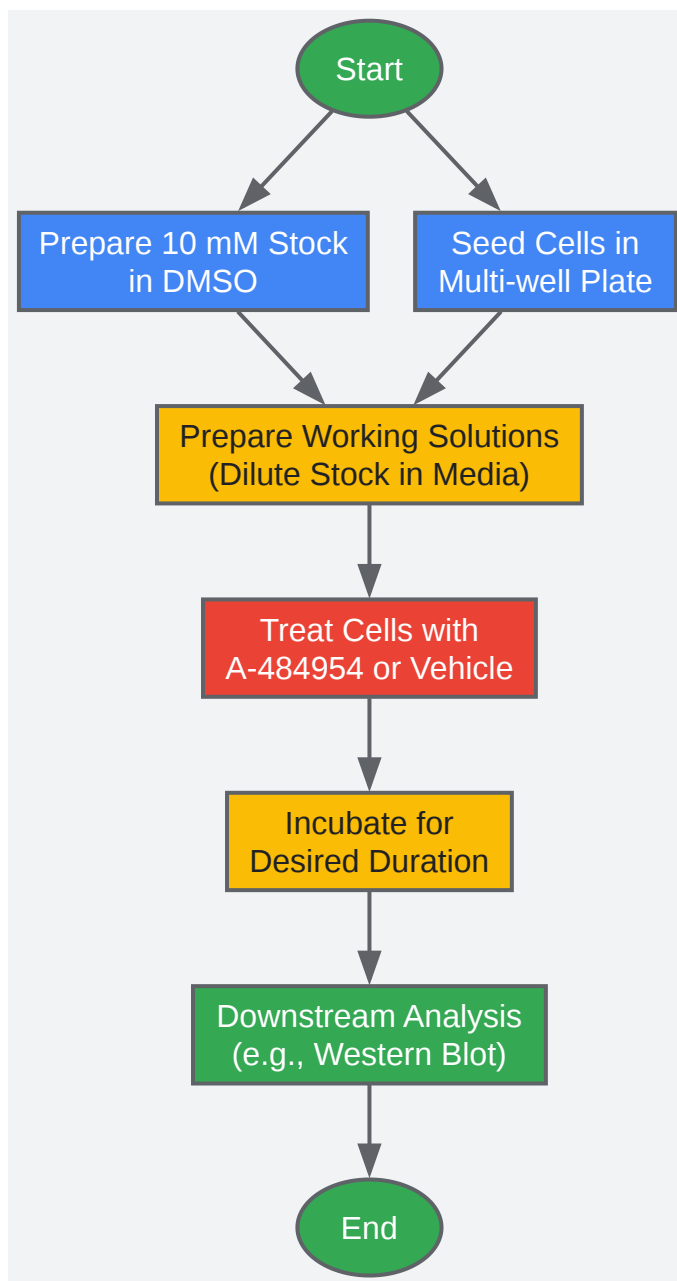 Start
Prepare 10 mM Stock
in DMSO
Seed Cells in
Multi-well Plate
Prepare Working Solutions
(Dilute Stock in Media)
Treat Cells with
A-484954 or Vehicle
Incubate for
Desired Duration
Downstream Analysis
(e.g., Western Blot)
End